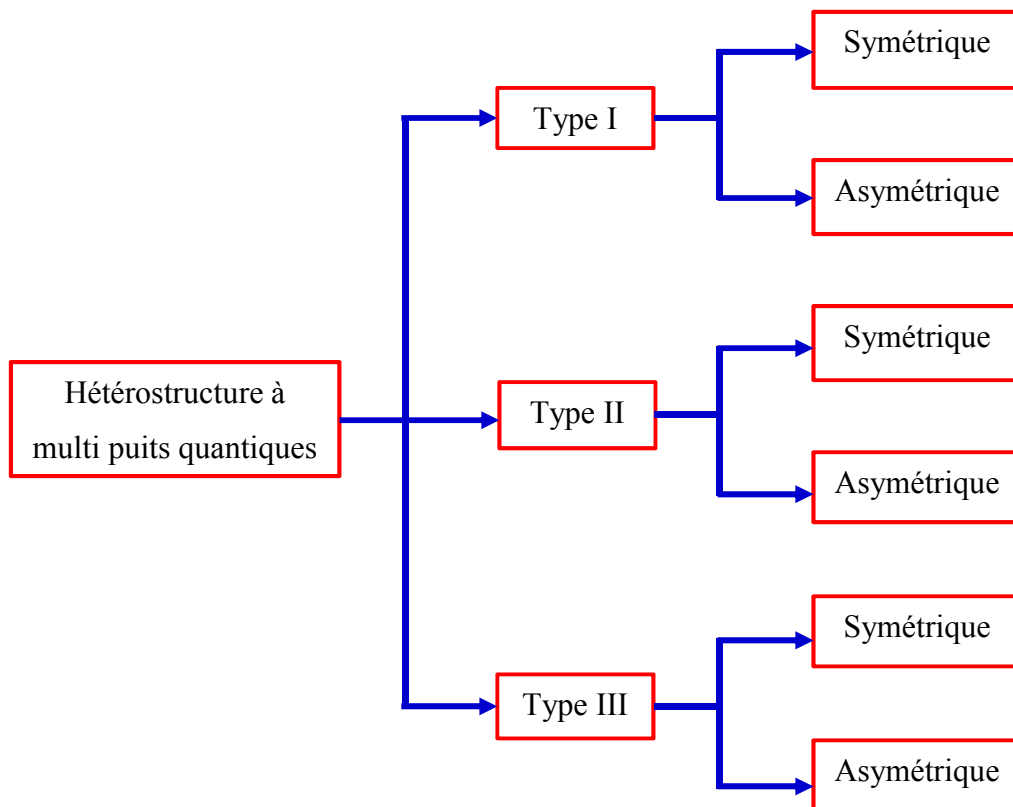 Symétrique
Type I
Asymétrique
Symétrique
Hétérostructure à
multi puits quantiques
Type II
Asymétrique
Symétrique
Type III
Asymétrique